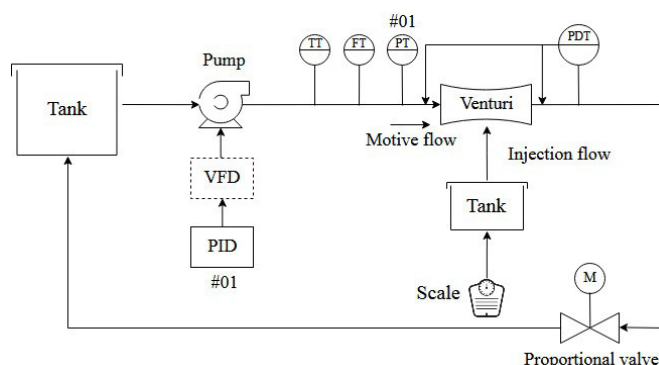 #01
TT
FT
PT
PDT
Pump
Tank
Venturi
Motive flow
Injection flow
VFD
Tank
PID
#01
Scale
M
Proportional valve